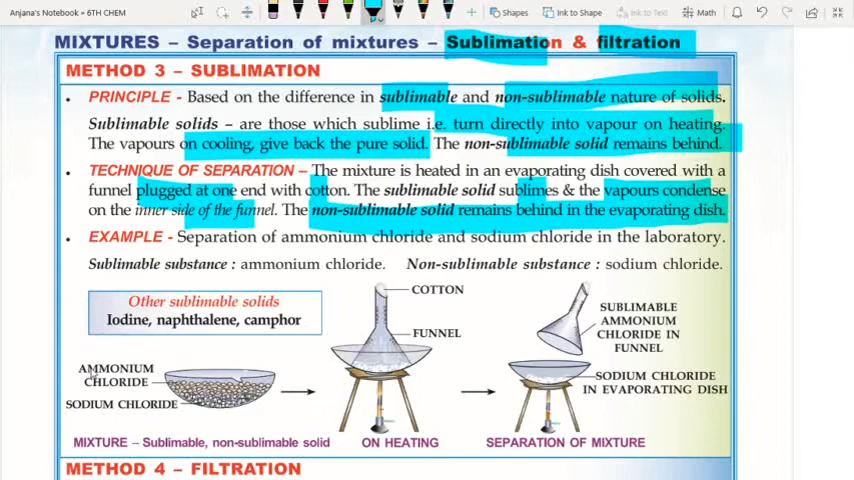 Anjana's Notebook » 6TH CHEM
Shapes
Ink to Shape
Ink to Text
Math
MIXTURES – Separation of mixtures – Sublimation & filtration
METHOD 3 – SUBLIMATION
• PRINCIPLE - Based on the difference in sublimable and non-sublimable nature of solids.
Sublimable solids – are those which sublime i.e. turn directly into vapour on heating.
The vapours on cooling, give back the pure solid. The non-sublimable solid remains behind.
• TECHNIQUE OF SEPARATION – The mixture is heated in an evaporating dish covered with a
funnel plugged at one end with cotton. The sublimable solid sublimes & the vapours condense
on the inner side of the funnel. The non-sublimable solid remains behind in the evaporating dish.
• EXAMPLE - Separation of ammonium chloride and sodium chloride in the laboratory.
Sublimable substance : ammonium chloride. Non-sublimable substance : sodium chloride.
Other sublimable solids
Iodine, naphthalene, camphor
COTTON
FUNNEL
SUBLIMABLE
AMMONIUM
CHLORIDE IN
FUNNEL
AMMONIUM
CHLORIDE
SODIUM CHLORIDE
SODIUM CHLORIDE
IN EVAPORATING DISH
MIXTURE – Sublimable, non-sublimable solid
ON HEATING
SEPARATION OF MIXTURE
METHOD 4 – FILTRATION